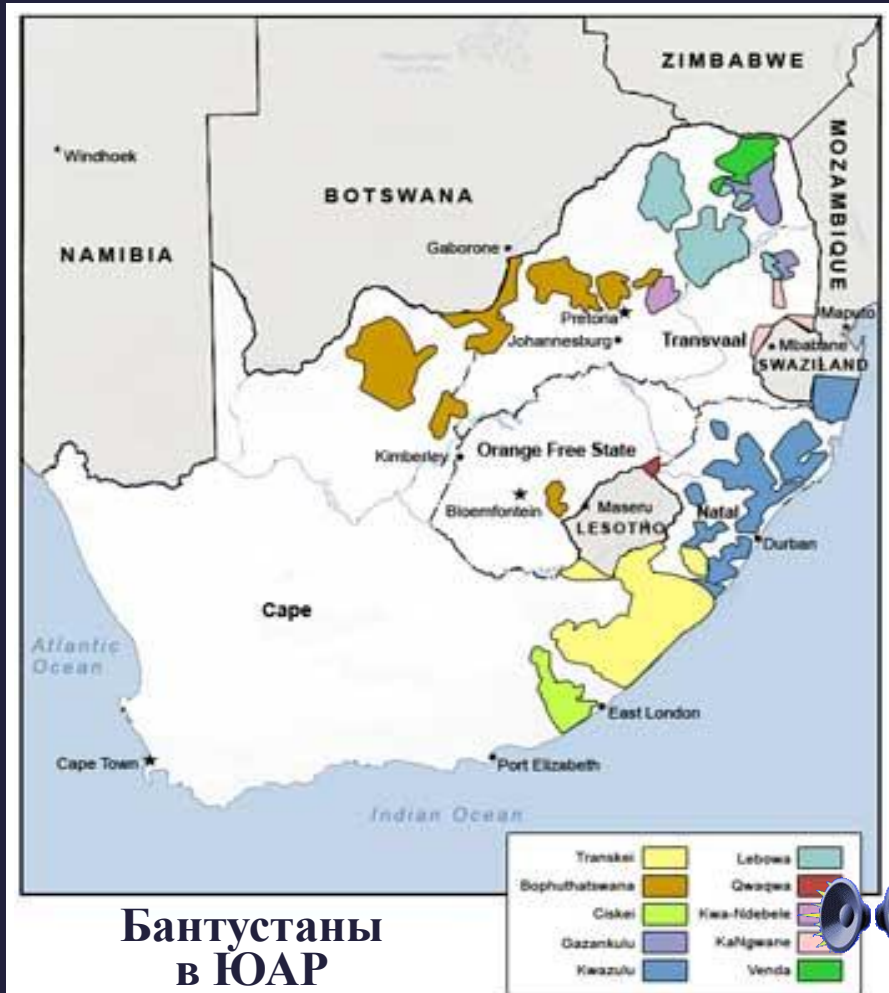 ZIMBABWE
MOZAMBIQUE
Windhoek
BOTSWANA
NAMIBIA
Gaborone
Pretoria
Maputo
Johannesburg
Transvaal
Mbabane
SWAZILAND
Kimberley
Orange Free State
Bloemfontein
Maseru
Natal
LESOTHO
Durban
Cape
Atlantic
Ocean
East London
Cape Town
Port Elizabeth
Indian Ocean
Transkei
Lebowa
Bophuthatswana
Qwaqwa
Ciskei
Kwa-Ndebele
Gazankulu
KaNgwane
Kwazulu
Venda
Бантустаны
в ЮАР